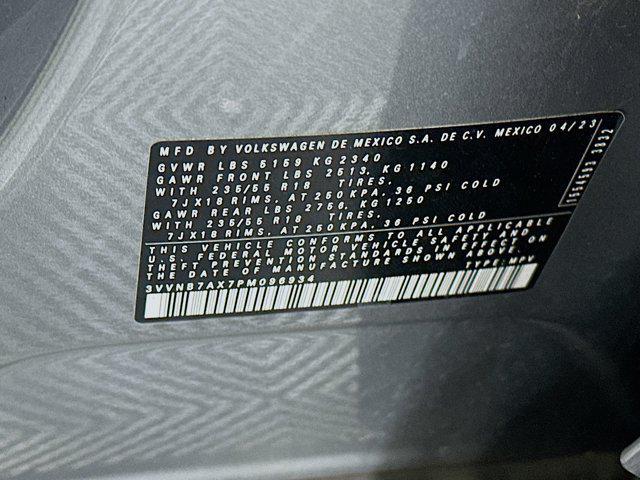 MFD BY VOLKSWAGEN DE MEXICO S.A. DE C.V. MEXICO 04/23
GVWR LBS 5159 KG 2340
GAWR FRONT LBS 2513, KG 1140
WITH 235/55 R18 TIRES,
7JX18 RIMS, AT 250 KPA, 36 PSI COLD
GAWR REAR LBS 2756, KG 1250
WITH 235/55 R18 TIRES,
7JX18 RIMS, AT 250 KPA, 36 PSI COLD
THIS VEHICLE CONFORMS TO ALL APPLICABLE
U.S. FEDERAL MOTOR VEHICLE SAFETY AND
THEFT PREVENTION STANDARDS IN EFFECT ON
THE DATE OF MANUFACTURE SHOWN ABOVE
3VVNB7AX7PM096934 TYPE: MPV